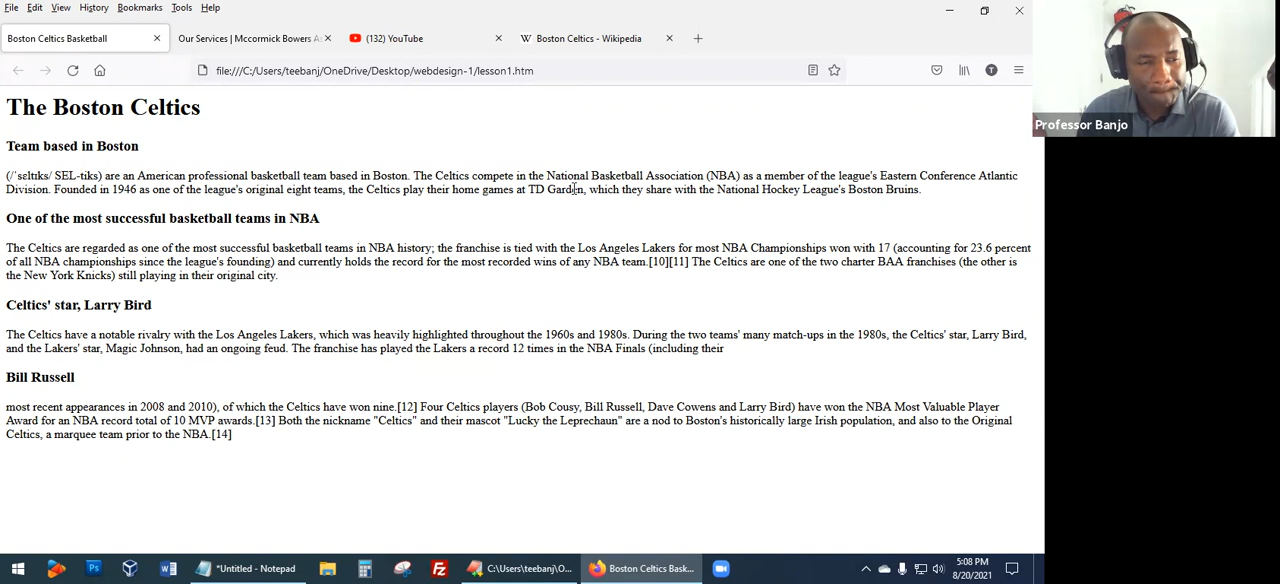 File Edit View History Bookmarks Tools Help
Boston Celtics Basketball
Our Services | Mccormick Bowers As
(132) YouTube
W Boston Celtics - Wikipedia
file:///C:/Users/teebanj/OneDrive/Desktop/webdesign-1/lesson1.htm
T
Professor Banjo
The Boston Celtics
Team based in Boston
(/ˈsɛltɪks/ SEL-tiks) are an American professional basketball team based in Boston. The Celtics compete in the National Basketball Association (NBA) as a member of the league's Eastern Conference Atlantic
Division. Founded in 1946 as one of the league's original eight teams, the Celtics play their home games at TD Garden, which they share with the National Hockey League's Boston Bruins.
One of the most successful basketball teams in NBA
The Celtics are regarded as one of the most successful basketball teams in NBA history; the franchise is tied with the Los Angeles Lakers for most NBA Championships won with 17 (accounting for 23.6 percent
of all NBA championships since the league's founding) and currently holds the record for the most recorded wins of any NBA team.[10][11] The Celtics are one of the two charter BAA franchises (the other is
the New York Knicks) still playing in their original city.
Celtics' star, Larry Bird
The Celtics have a notable rivalry with the Los Angeles Lakers, which was heavily highlighted throughout the 1960s and 1980s. During the two teams' many match-ups in the 1980s, the Celtics' star, Larry Bird,
and the Lakers' star, Magic Johnson, had an ongoing feud. The franchise has played the Lakers a record 12 times in the NBA Finals (including their
Bill Russell
most recent appearances in 2008 and 2010), of which the Celtics have won nine.[12] Four Celtics players (Bob Cousy, Bill Russell, Dave Cowens and Larry Bird) have won the NBA Most Valuable Player
Award for an NBA record total of 10 MVP awards.[13] Both the nickname "Celtics" and their mascot "Lucky the Leprechaun" are a nod to Boston's historically large Irish population, and also to the Original
Celtics, a marquee team prior to the NBA.[14]
Ps
W
*Untitled - Notepad
Fz
C:\Users\teebanj\O...
Boston Celtics Bask...
5:08 PM
8/20/2021